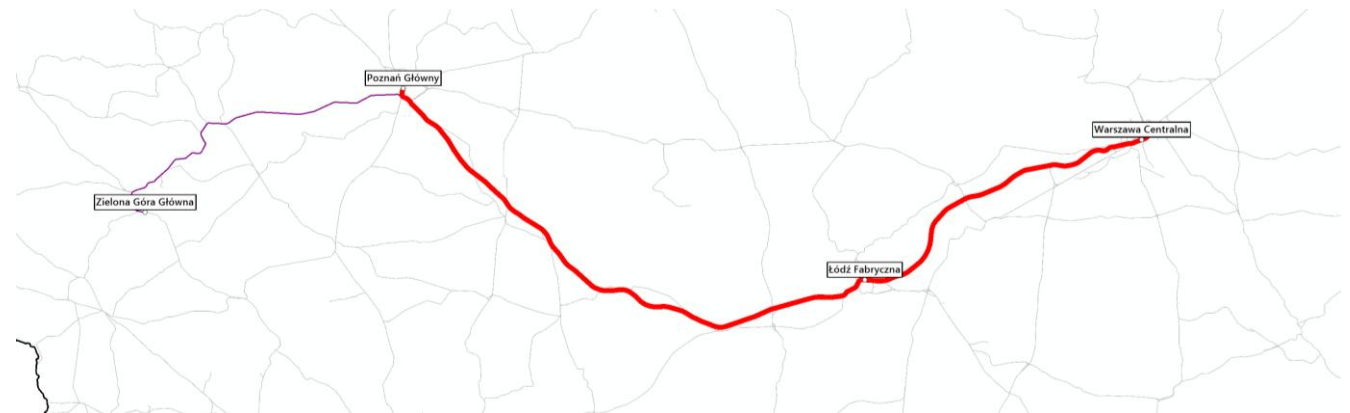 Poznań Główny
Warszawa Centralna
Zielona Góra Główna
Łódź Fabryczna